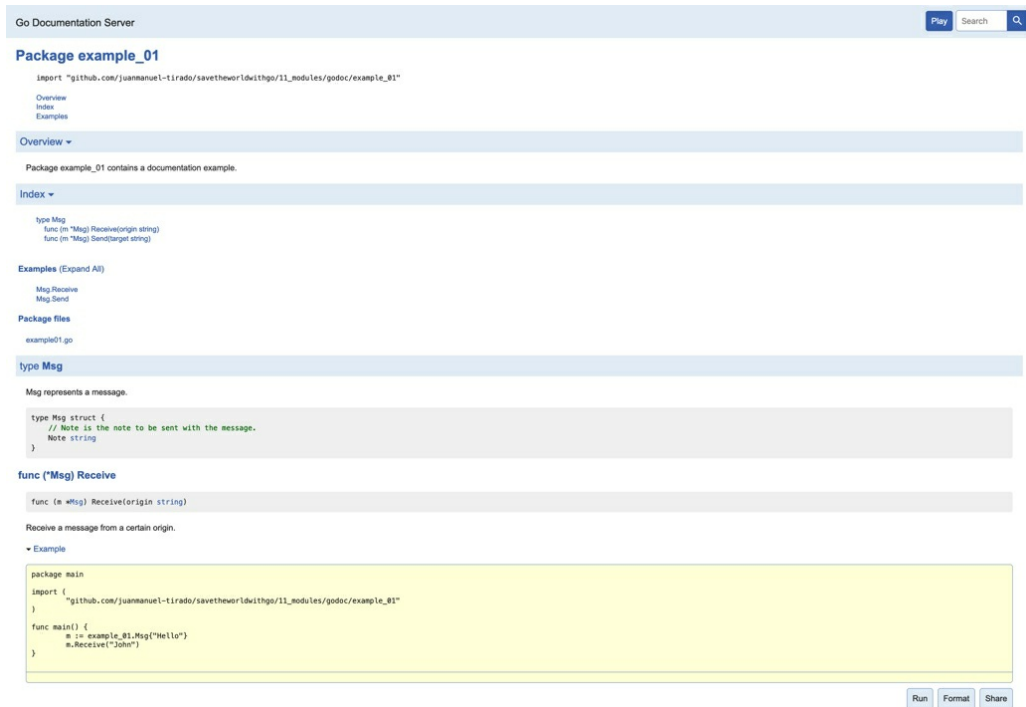 Go Documentation Server
Play
Search
Package example_01
import "github.com/juanmanuel-tirado/savetheworldwithgo/11_modules/godoc/example_01"
Overview
Index
Examples
Overview
Package example_01 contains a documentation example.
Index
type Msg
func (m *Msg) Receive(origin string)
func (m *Msg) Send(target string)
Examples (Expand All)
Msg.Receive
Msg.Send
Package files
example01.go
type Msg
Msg represents a message.
type Msg struct {
// Note is the note to be sent with the message.
Note string
}
func (*Msg) Receive
func (m *Msg) Receive(origin string)
Receive a message from a certain origin.
Example
package main
import (
"github.com/juanmanuel-tirado/savetheworldwithgo/11_modules/godoc/example_01"
)
func main() {
m := example_01.Msg{"Hello"}
m.Receive("John")
}
Run Format Share